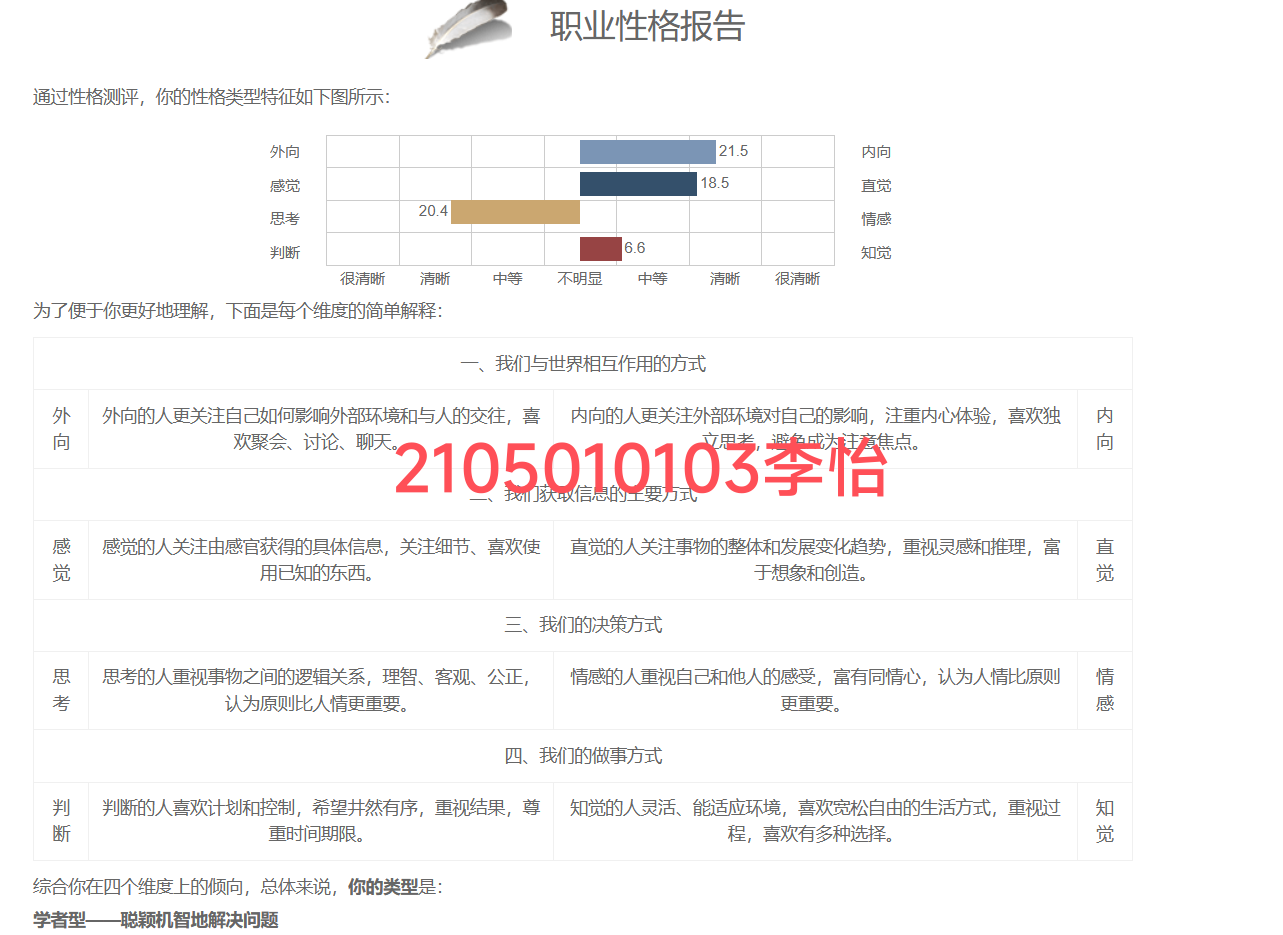 职业性格报告
通过性格测评，你的性格类型特征如下图所示：
外向 21.5 内向
感觉 18.5 直觉
思考 20.4 情感
判断 6.6 知觉
很清晰 清晰 中等 不明显 中等 清晰 很清晰
为了便于你更好地理解，下面是每个维度的简单解释：
一、我们与世界相互作用的方式
外向 外向的人更关注自己如何影响外部环境和与人的交往，喜 内向的人更关注外部环境对自己的影响，注重内心体验，喜欢独 内向
欢聚会、讨论、聊天。 立思考，避免成为注意焦点。
2105010103李怡
二、我们获取信息的主要方式
感觉 感觉的人关注由感官获得的具体信息，关注细节、喜欢使 直觉的人关注事物的整体和发展变化趋势，重视灵感和推理，富 直觉
用已知的东西。 于想象和创造。
三、我们的决策方式
思考 思考的人重视事物之间的逻辑关系，理智、客观、公正， 情感的人重视自己和他人的感受，富有同情心，认为人情比原则 情感
认为原则比人情更重要。 更重要。
四、我们的做事方式
判断 判断的人喜欢计划和控制，希望井然有序，重视结果，尊 知觉的人灵活、能适应环境，喜欢宽松自由的生活方式，重视过 知觉
重时间期限。 程，喜欢有多种选择。
综合你在四个维度上的倾向，总体来说，你的类型是：
学者型——聪颖机智地解决问题